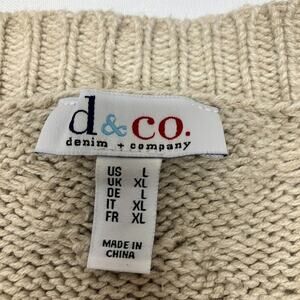 d & co.
denim + company
US L
UK XL
DE L
IT XL
FR XL
MADE IN
CHINA